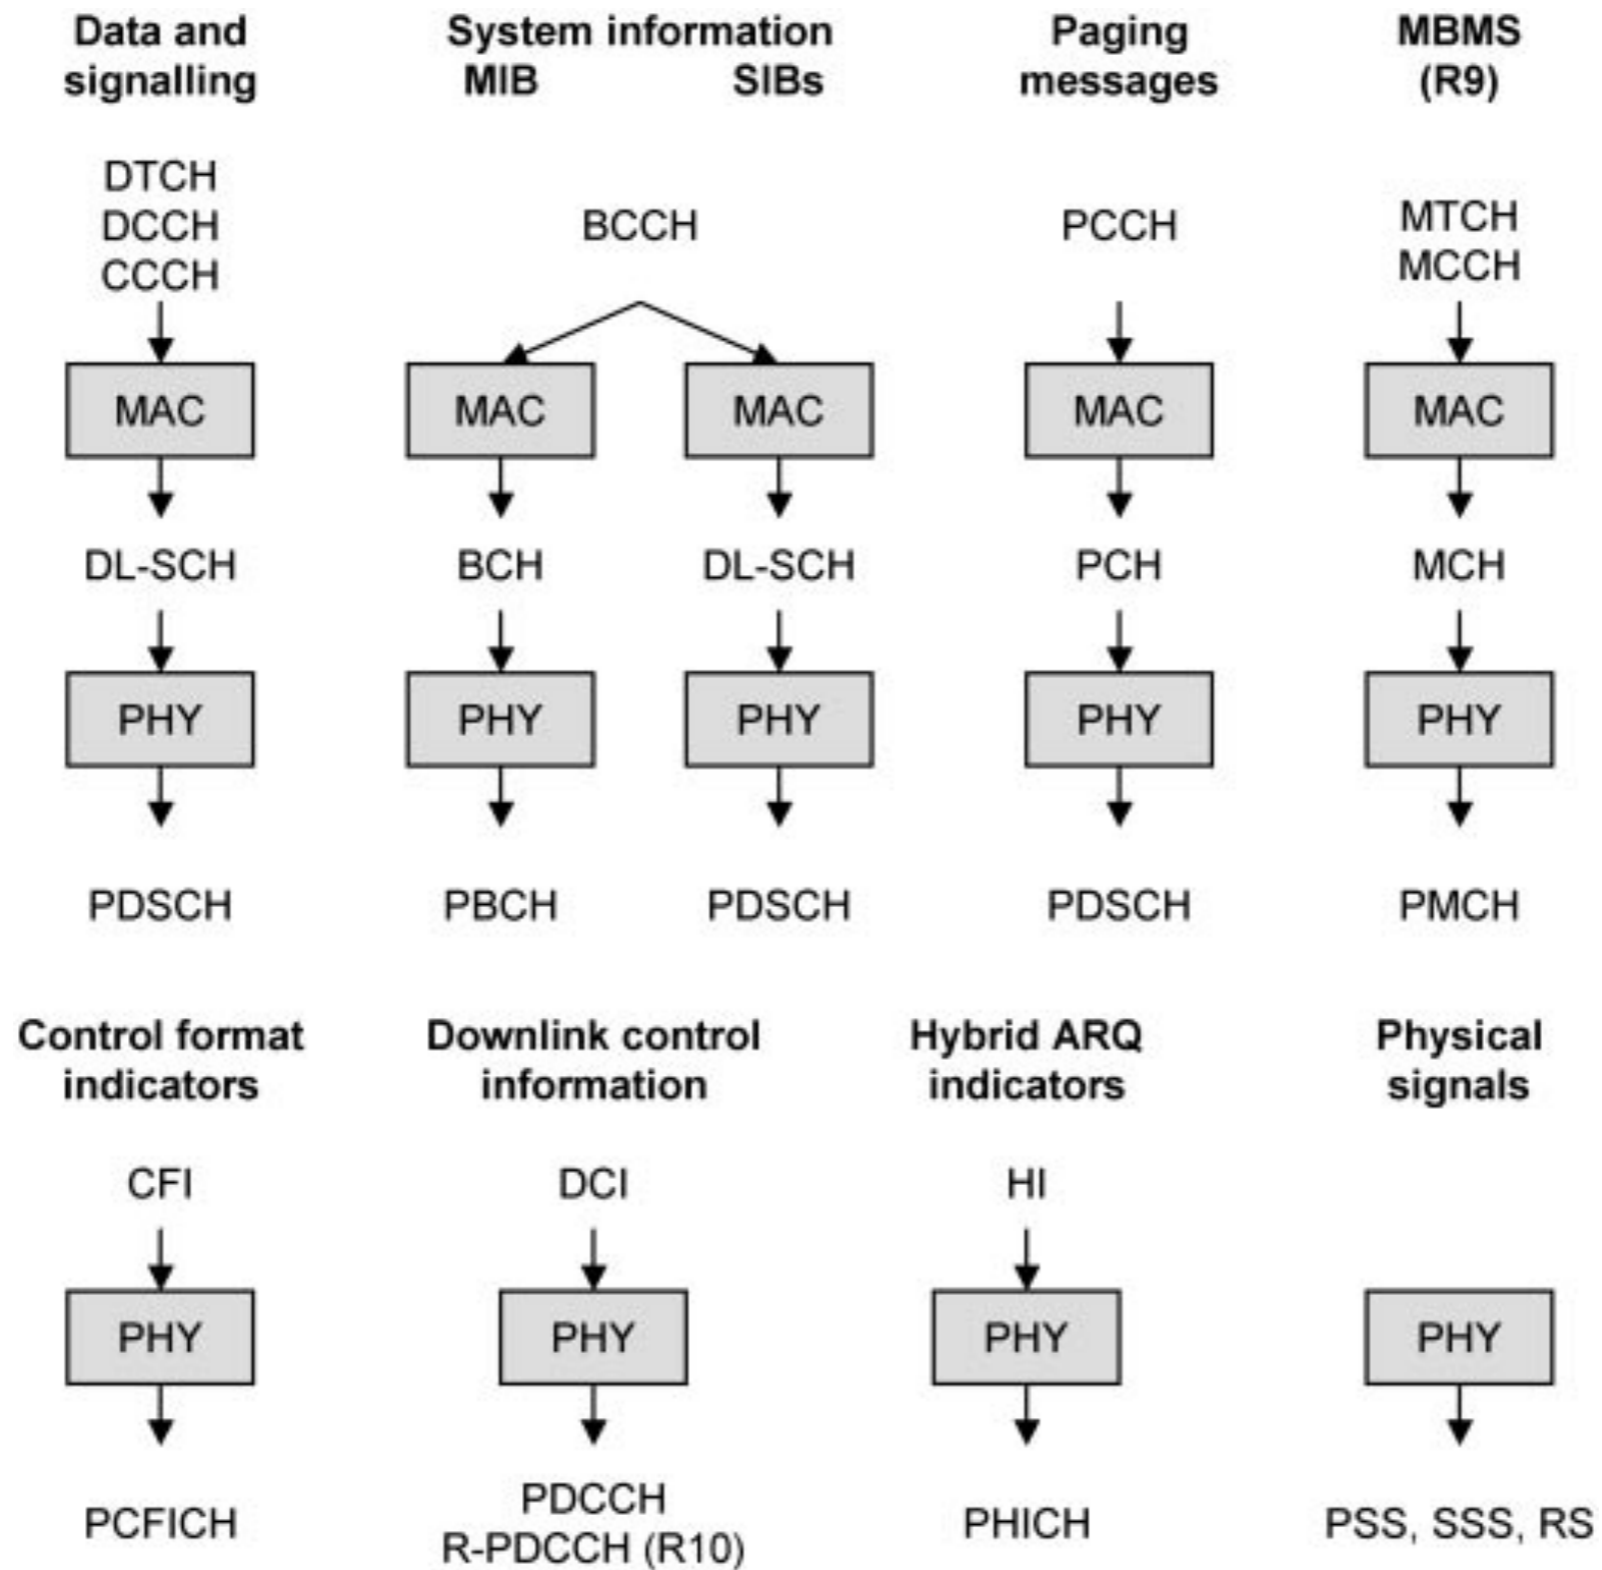 Data and
signalling
System information
MIB SIBs
Paging
messages
MBMS
(R9)
DTCH
DCCH
CCCH
BCCH
PCCH
MTCH
MCCH
MAC MAC MAC MAC MAC
DL-SCH BCH DL-SCH PCH MCH
PHY PHY PHY PHY PHY
PDSCH PBCH PDSCH PDSCH PMCH
Control format
indicators
Downlink control
information
Hybrid ARQ
indicators
Physical
signals
CFI DCI HI
PHY PHY PHY PHY
PCFICH
PDCCH
R-PDCCH (R10)
PHICH
PSS, SSS, RS